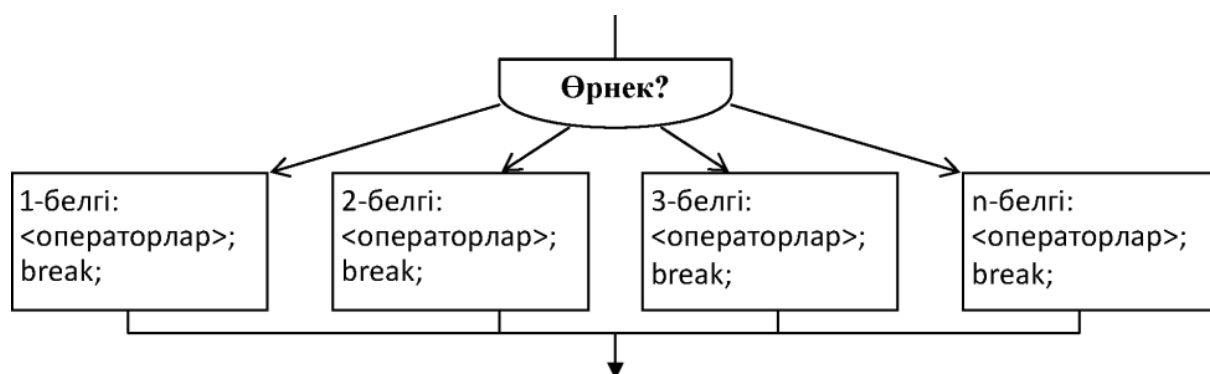 Өрнек?
1-белгі:
<операторлар>;
break;
2-белгі:
<операторлар>;
break;
3-белгі:
<операторлар>;
break;
n-белгі:
<операторлар>;
break;